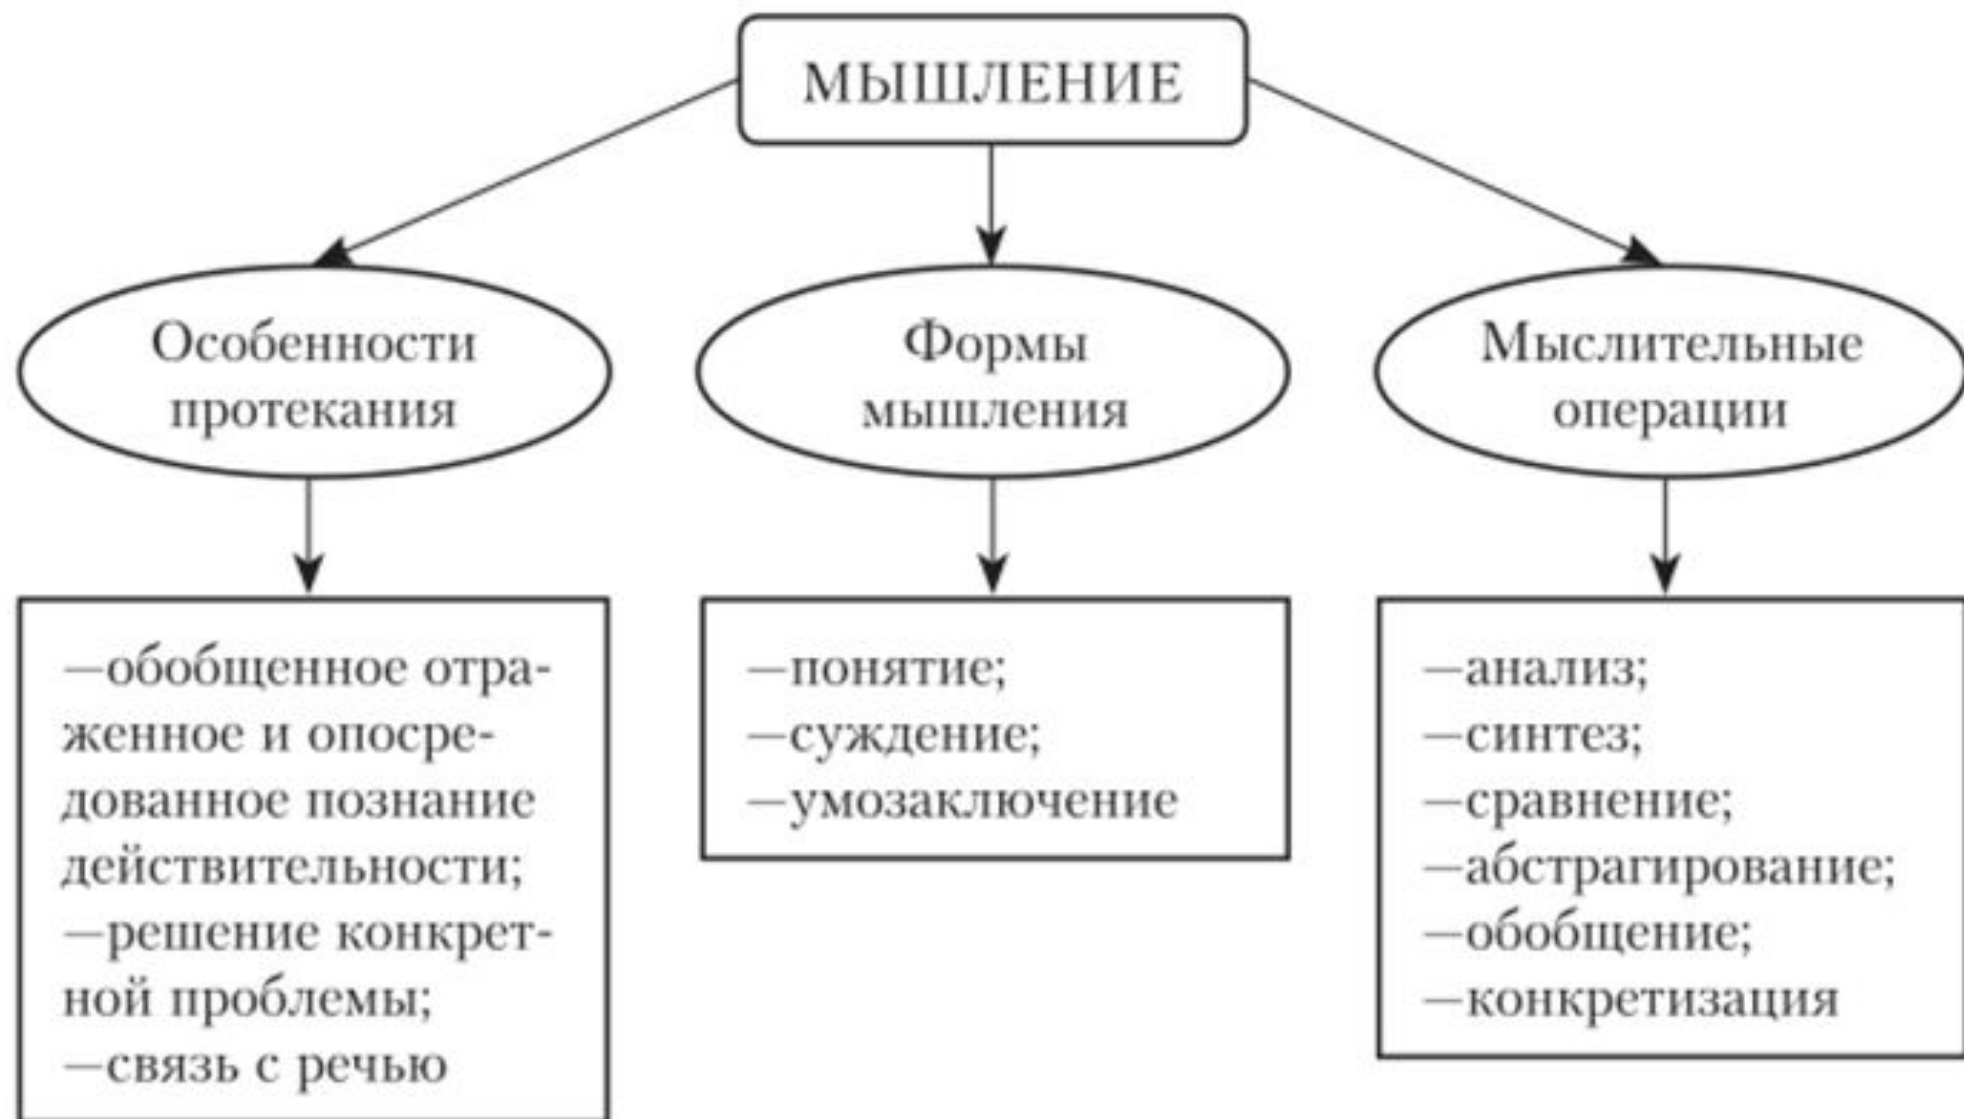 МЫШЛЕНИЕ
Особенности
протекания
Формы
мышления
Мыслительные
операции
—обобщенное отра-
женное и опосре-
дованное познание
действительности;
—решение конкрет-
ной проблемы;
—связь с речью
—понятие;
—суждение;
—умозаключение
—анализ;
—синтез;
—сравнение;
—абстрагирование;
—обобщение;
—конкретизация